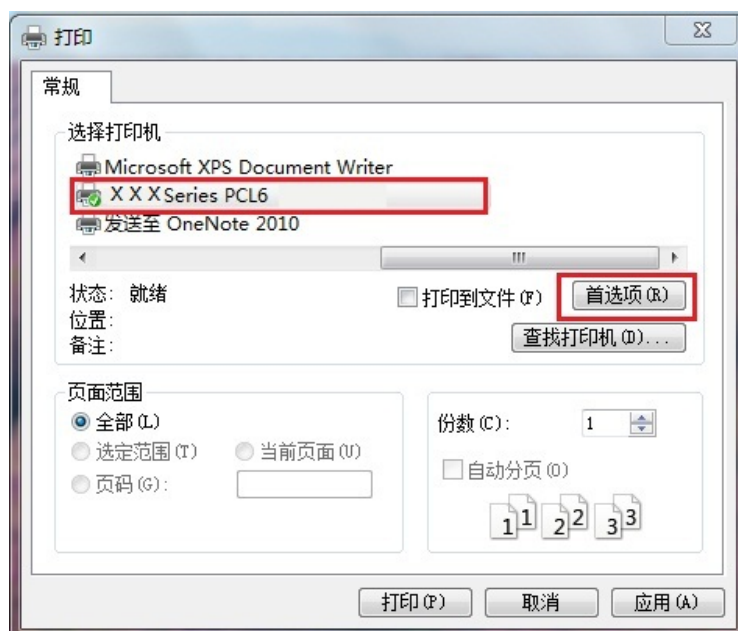 打印
常规
选择打印机
Microsoft XPS Document Writer
X X X Series PCL6
发送至 OneNote 2010
状态: 就绪
打印到文件(F)
首选项(R)
位置:
查找打印机(D)...
备注:
页面范围
全部(L)
选定范围(T)
当前页面(U)
页码(G):
份数(C): 1
自动分页(O)
1 1 2 2 3 3
打印(P)
取消
应用(A)